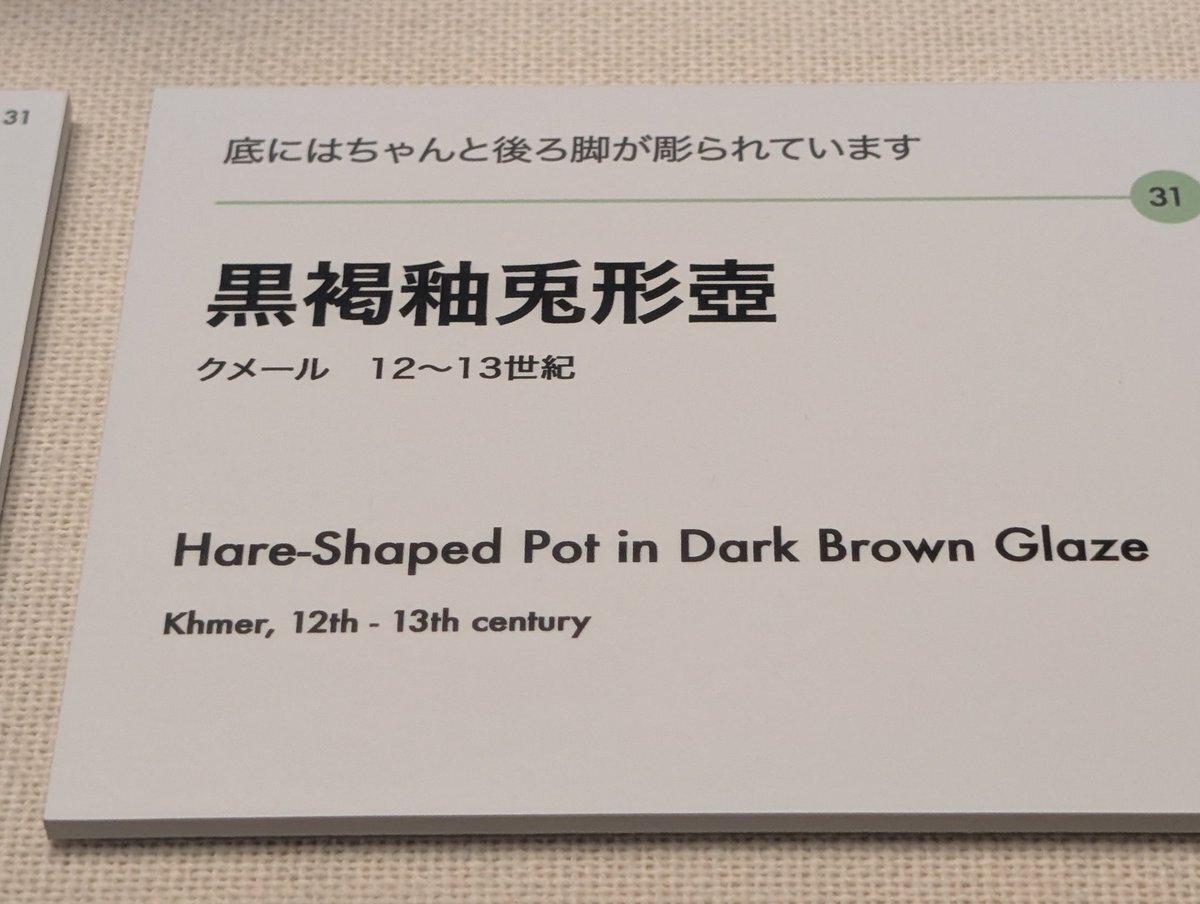 31
底にはちゃんと後ろ脚が彫られています
31
黒褐釉兎形壺
クメール　12〜13世紀
Hare-Shaped Pot in Dark Brown Glaze
Khmer, 12th - 13th century